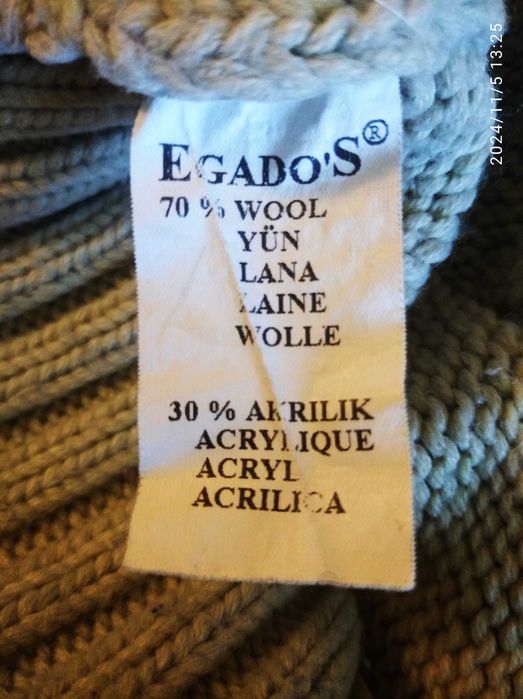 EGADO'S®
70 % WOOL
YÜN
LANA
LAINE
WOLLE
30 % AKRILIK
ACRYLIQUE
ACRYL
ACRILICA
2024/11/5 13:25